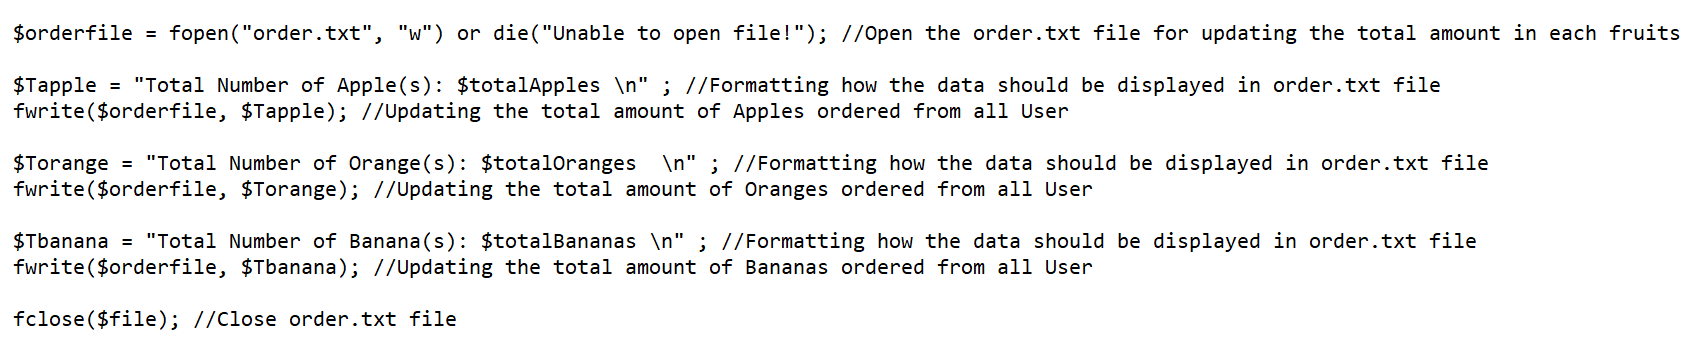 $orderfile = fopen("order.txt", "w") or die("Unable to open file!"); //Open the order.txt file for updating the total amount in each fruits
$Tapple = "Total Number of Apple(s): $totalApples \n" ; //Formatting how the data should be displayed in order.txt file
fwrite($orderfile, $Tapple); //Updating the total amount of Apples ordered from all User
$Torange = "Total Number of Orange(s): $totalOranges  \n" ; //Formatting how the data should be displayed in order.txt file
fwrite($orderfile, $Torange); //Updating the total amount of Oranges ordered from all User
$Tbanana = "Total Number of Banana(s): $totalBananas \n" ; //Formatting how the data should be displayed in order.txt file
fwrite($orderfile, $Tbanana); //Updating the total amount of Bananas ordered from all User
fclose($file); //Close order.txt file